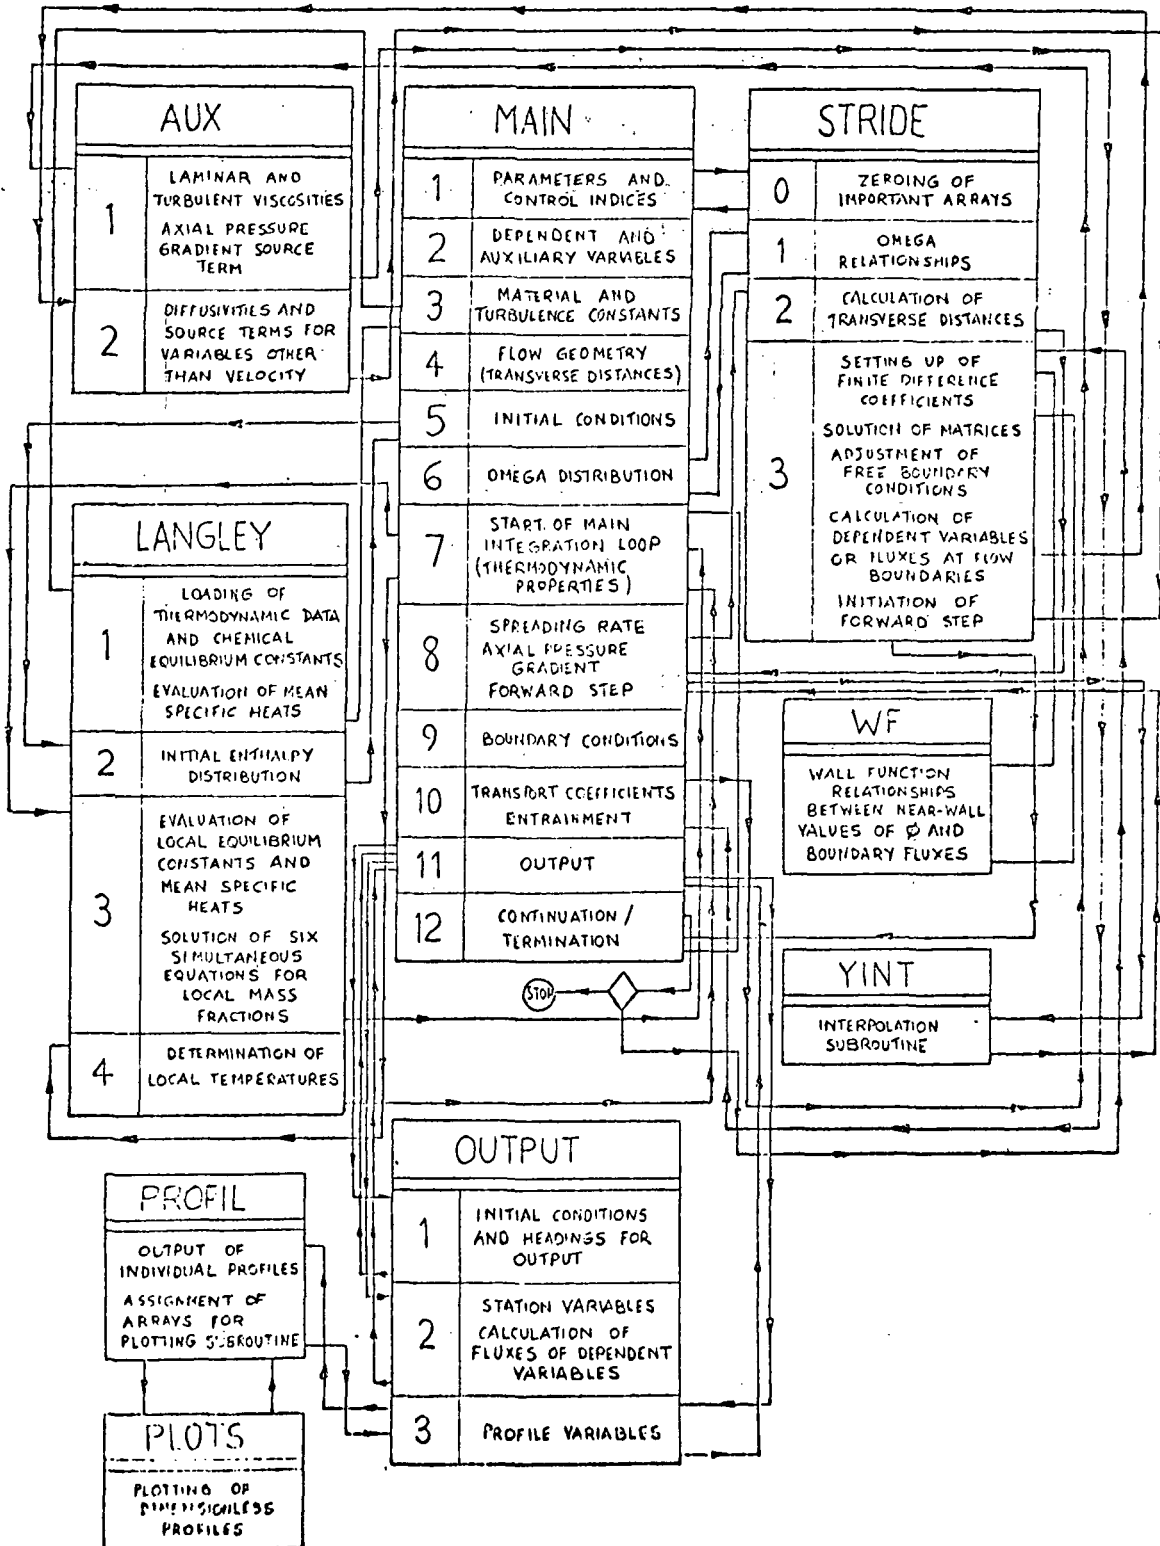 AUX
1
LAMINAR AND
TURBULENT VISCOSITIES
AXIAL PRESSURE
GRADIENT SOURCE
TERM
2
DIFFUSIVITIES AND
SOURCE TERMS FOR
VARIABLES OTHER
THAN VELOCITY
LANGLEY
1
LOADING OF
THERMODYNAMIC DATA
AND CHEMICAL
EQUILIBRIUM CONSTANTS
EVALUATION OF MEAN
SPECIFIC HEATS
2
INITIAL ENTHALPY
DISTRIBUTION
3
EVALUATION OF
LOCAL EQUILIBRIUM
CONSTANTS AND
MEAN SPECIFIC
HEATS
SOLUTION OF SIX
SIMULTANEOUS
EQUATIONS FOR
LOCAL MASS
FRACTIONS
4
DETERMINATION OF
LOCAL TEMPERATURES
MAIN
1
PARAMETERS AND
CONTROL INDICES
2
DEPENDENT AND
AUXILIARY VARIABLES
3
MATERIAL AND
TURBULENCE CONSTANTS
4
FLOW GEOMETRY
(TRANSVERSE DISTANCES)
5
INITIAL CONDITIONS
6
OMEGA DISTRIBUTION
7
START OF MAIN
INTEGRATION LOOP
(THERMODYNAMIC
PROPERTIES)
8
SPREADING RATE
AXIAL PRESSURE
GRADIENT
FORWARD STEP
9
BOUNDARY CONDITIONS
10
TRANSPORT COEFFICIENTS
ENTRAINMENT
11
OUTPUT
12
CONTINUATION /
TERMINATION
STOP
STRIDE
0
ZEROING OF
IMPORTANT ARRAYS
1
OMEGA
RELATIONSHIPS
2
CALCULATION OF
TRANSVERSE DISTANCES
3
SETTING UP OF
FINITE DIFFERENCE
COEFFICIENTS
SOLUTION OF MATRICES
ADJUSTMENT OF
FREE BOUNDARY
CONDITIONS
CALCULATION OF
DEPENDENT VARIABLES
OR FLUXES AT FLOW
BOUNDARIES
INITIATION OF
FORWARD STEP
WF
WALL FUNCTION
RELATIONSHIPS
BETWEEN NEAR-WALL
VALUES OF Ø AND
BOUNDARY FLUXES
YINT
INTERPOLATION
SUBROUTINE
OUTPUT
1
INITIAL CONDITIONS
AND HEADINGS FOR
OUTPUT
2
STATION VARIABLES
CALCULATION OF
FLUXES OF DEPENDENT
VARIABLES
3
PROFILE VARIABLES
PROFIL
OUTPUT OF
INDIVIDUAL PROFILES
ASSIGNMENT OF
ARRAYS FOR
PLOTTING SUBROUTINE
PLOTS
PLOTTING OF
DIMENSIONLESS
PROFILES